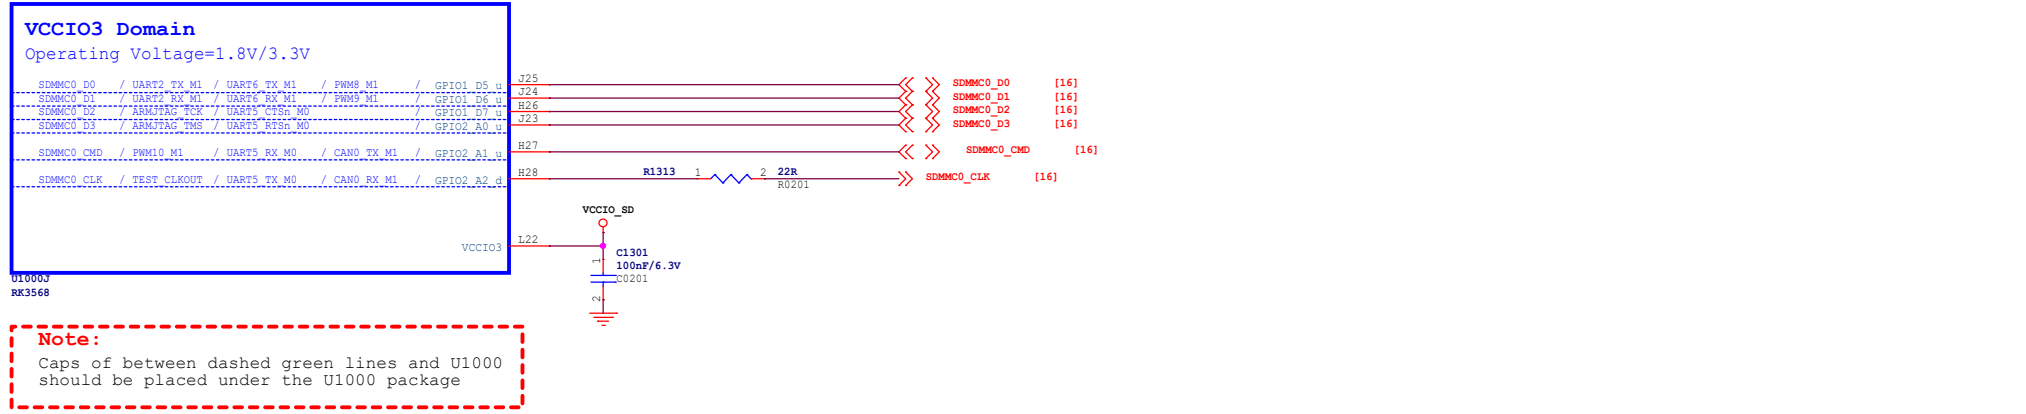 VCCIO3 Domain
Operating Voltage=1.8V/3.3V
SDMMC0_D0 / UART2_TX_M1 / UART6_TX_M1 / PWM8_M1 / GPIO1_D5_u J25 SDMMC0_D0 [16]
SDMMC0_D1 / UART2_RX_M1 / UART6_RX_M1 / PWM9_M1 / GPIO1_D6_u J24 SDMMC0_D1 [16]
SDMMC0_D2 / ARMJTAG_TCK / UART5_CTSn_M0 / GPIO1_D7_u H26 SDMMC0_D2 [16]
SDMMC0_D3 / ARMJTAG_TMS / UART5_RTSn_M0 / GPIO2_A0_u J23 SDMMC0_D3 [16]
SDMMC0_CMD / PWM10_M1 / UART5_RX_M0 / CAN0_TX_M1 / GPIO2_A1_u H27 SDMMC0_CMD [16]
SDMMC0_CLK / TEST_CLKOUT / UART5_TX_M0 / CAN0_RX_M1 / GPIO2_A2_d H28 R1313 1 2 22R SDMMC0_CLK [16]
R0201
VCCIO_SD
VCCIO3 L22
C1301
1 100nF/6.3V
C0201
2
U1000J
RK3568
Note:
Caps of between dashed green lines and U1000
should be placed under the U1000 package